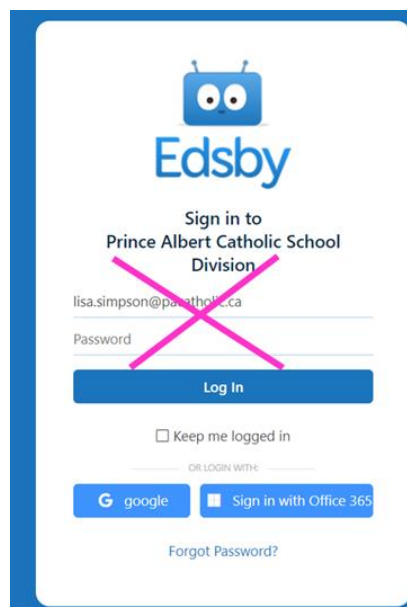 Edsby
Sign in to
Prince Albert Catholic School
Division
lisa.simpson@pacatholic.ca
Password
Log In
Keep me logged in
OR LOGIN WITH:
G google
Sign in with Office 365
Forgot Password?